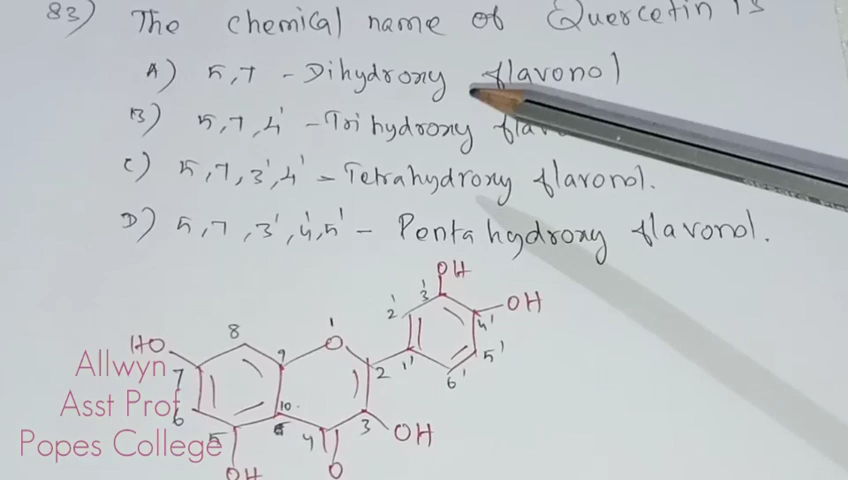 83) The chemical name of Quercetin is
A) 5,7 - Dihydroxy flavonol
B) 5,7,4' - Trihydroxy
C) 5,7,3',4' - Tetrahydroxy flavonol.
D) 5,7,3',4',5' - Pentahydroxy flavonol.
OH
3'
OH
2'
4'
1
O
8
HO
9
1'
5'
2
6'
7
Allwyn
10.
6
Asst Prof
3
OH
5
4
Popes College
OH
O